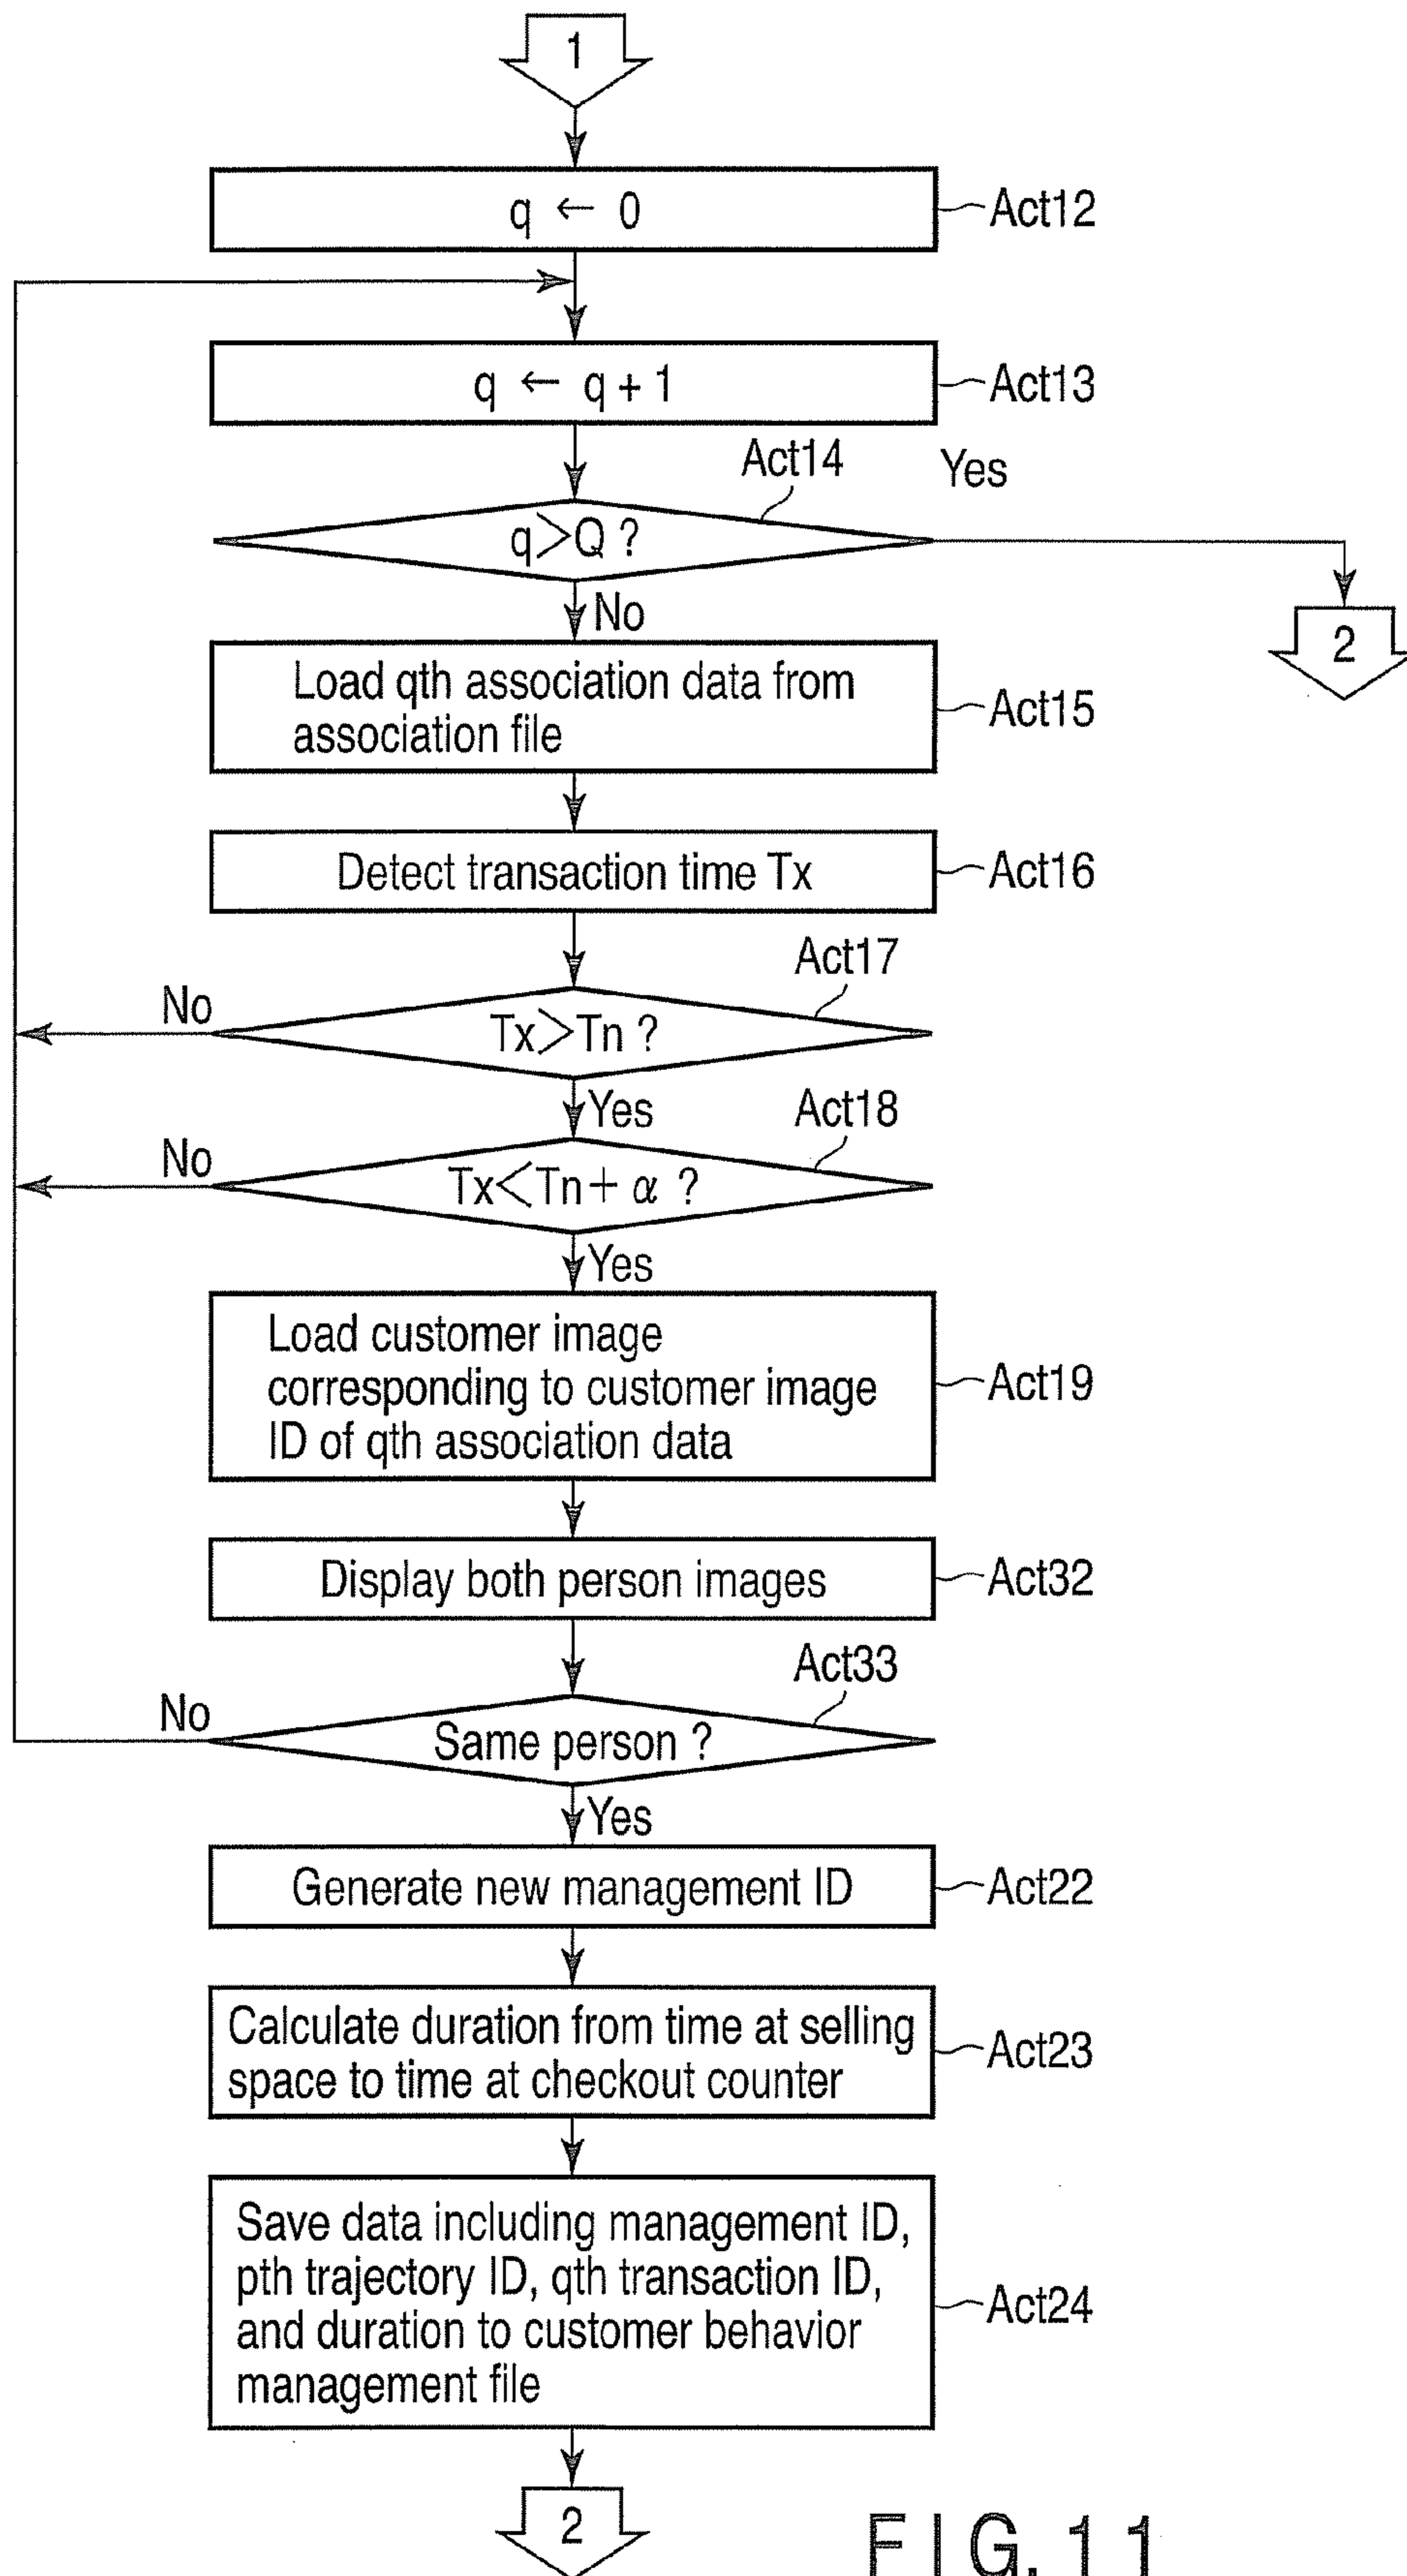 1
q ← 0
Act12
q ← q + 1
Act13
Act14
Yes
q>Q ?
No
2
Load qth association data from
association file
Act15
Detect transaction time Tx
Act16
Act17
No
Tx>Tn ?
Yes
Act18
No
Tx<Tn+ α ?
Yes
Load customer image
corresponding to customer image
ID of qth association data
Act19
Display both person images
Act32
Act33
No
Same person ?
Yes
Generate new management ID
Act22
Calculate duration from time at selling
space to time at checkout counter
Act23
Save data including management ID,
pth trajectory ID, qth transaction ID,
and duration to customer behavior
management file
Act24
2
FIG. 11